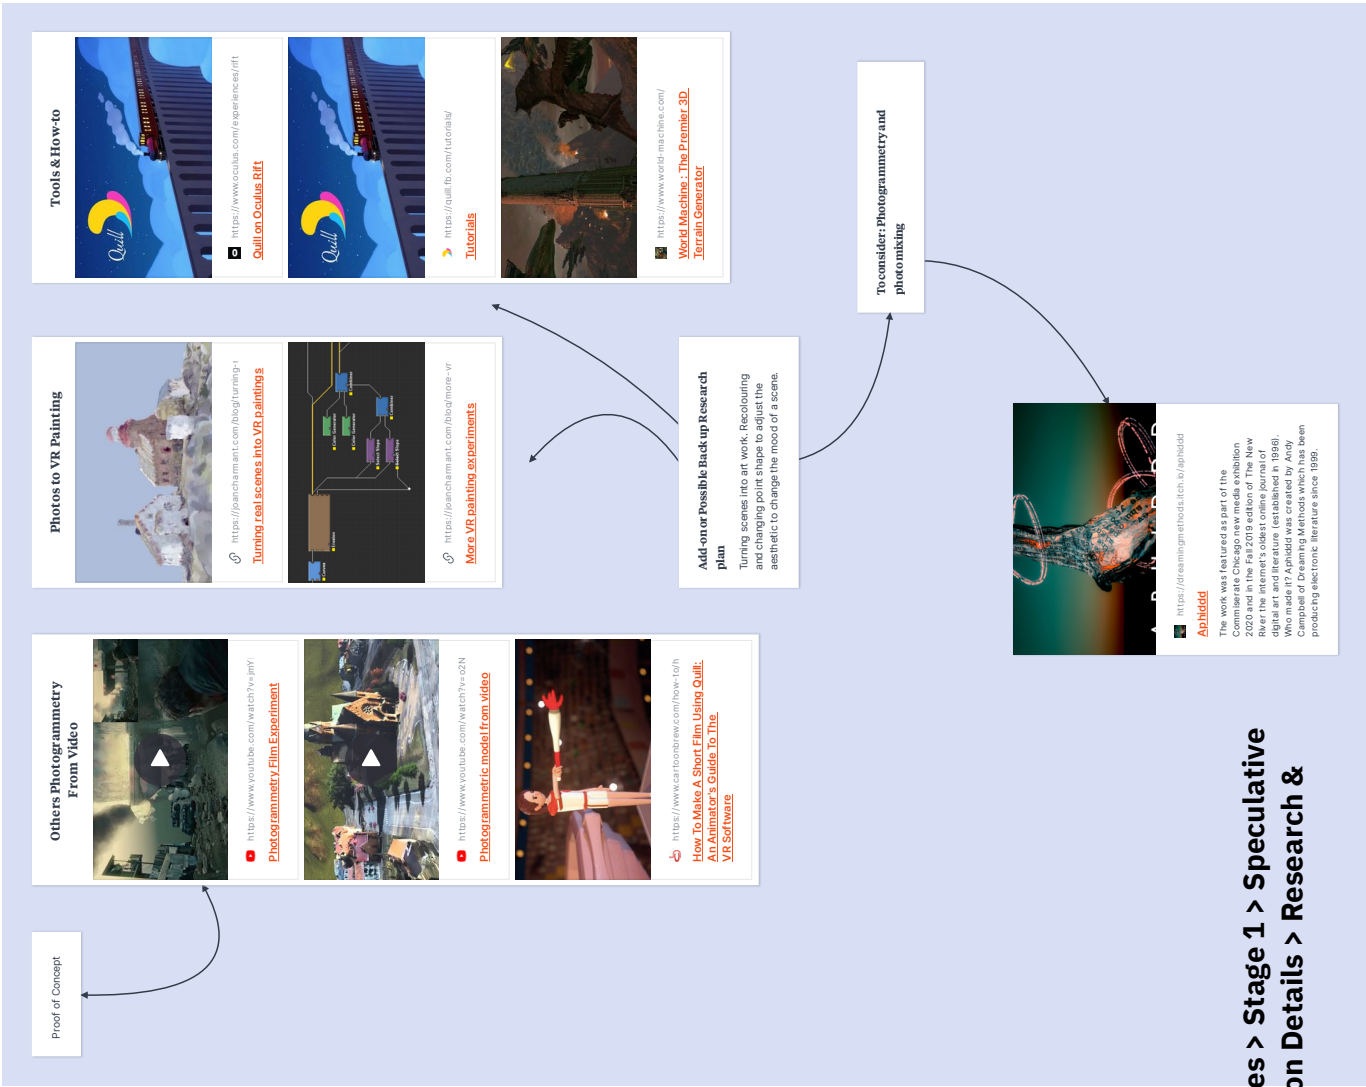 Proof of Concept
Others Photogrammetry
From Video
https://www.youtube.com/watch?v=jmY
Photogrammetry Film Experiment
https://www.youtube.com/watch?v=o2N
Photogrammetric model from video
https://www.cartoonbrew.com/how-to/h
How To Make A Short Film Using Quill:
An Animator's Guide To The
VR Software
Photos to VR Painting
https://joancharmant.com/blog/turning-r
Turning real scenes into VR paintings
Color Generator
Color Generator
Combiner
Combiner
https://joancharmant.com/blog/more-vr
More VR painting experiments
Tools & How-to
Quill
https://www.oculus.com/experiences/rift
Quill on Oculus Rift
Quill
https://quill.fb.com/tutorials/
Tutorials
https://www.world-machine.com/
World Machine : The Premier 3D
Terrain Generator
Add-on or Possible Back up Research
plan
Turning scenes into art work. Recolouring
and changing point shape to adjust the
aesthetic to change the mood of a scene.
To consider: Photogrammetry and
photo mixing
https://dreamingmethods.itch.io/aphiddd
Aphiddd
The work was featured as part of the
Commiserate Chicago new media exhibition
2020 and in the Fall 2019 edition of The New
River the internet's oldest online journal of
digital art and literature (established in 1996).
Who made it? Aphiddd was created by Andy
Campbell of Dreaming Methods which has been
producing electronic literature since 1999.
es > Stage 1 > Speculative
on Details > Research &